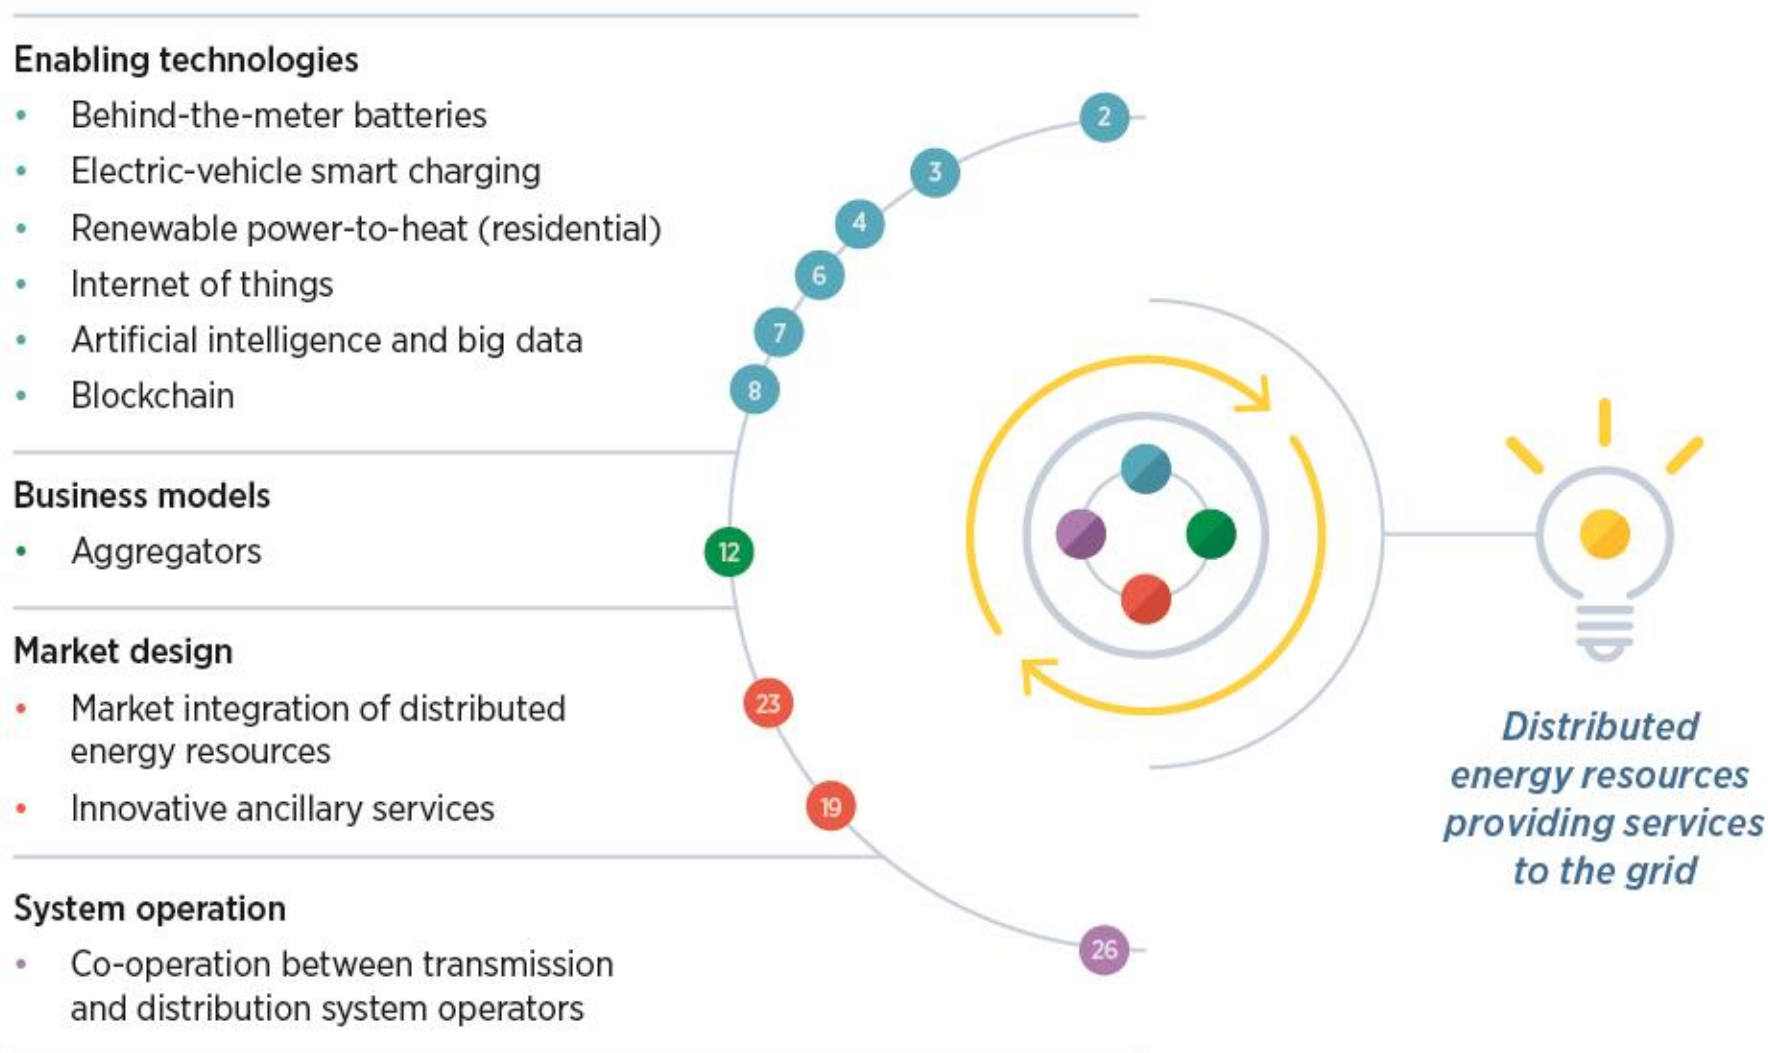 Enabling technologies
• Behind-the-meter batteries
• Electric-vehicle smart charging
• Renewable power-to-heat (residential)
• Internet of things
• Artificial intelligence and big data
• Blockchain
2
3
4
6
7
8
Business models
• Aggregators
12
Market design
• Market integration of distributed
energy resources
• Innovative ancillary services
23
19
System operation
• Co-operation between transmission
and distribution system operators
26
Distributed
energy resources
providing services
to the grid